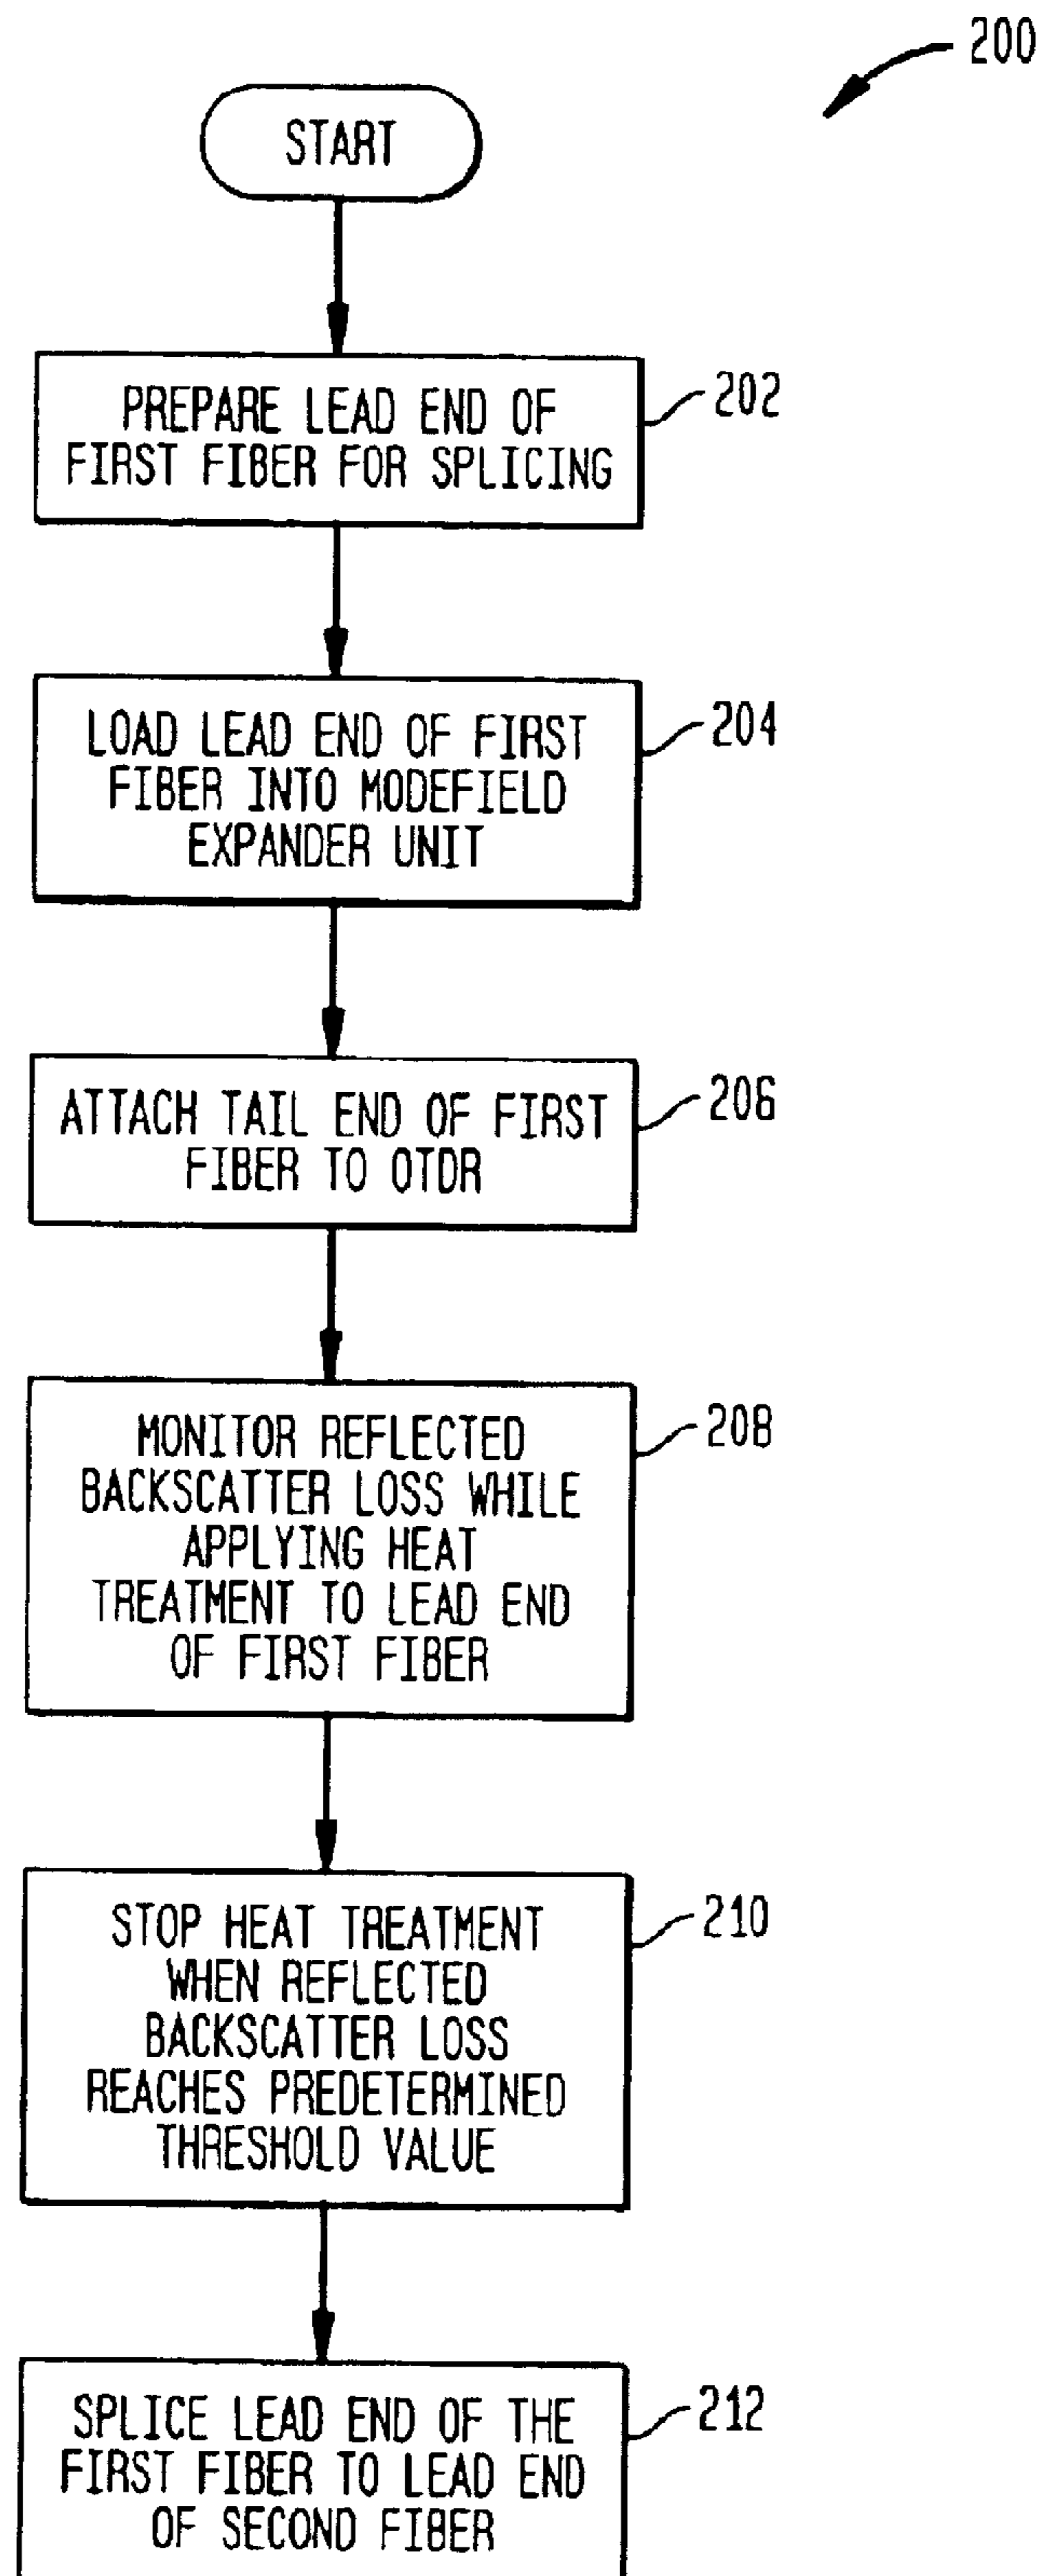 200
START
PREPARE LEAD END OF
FIRST FIBER FOR SPLICING
202
LOAD LEAD END OF FIRST
FIBER INTO MODEFIELD
EXPANDER UNIT
204
ATTACH TAIL END OF FIRST
FIBER TO OTDR
206
MONITOR REFLECTED
BACKSCATTER LOSS WHILE
APPLYING HEAT
TREATMENT TO LEAD END
OF FIRST FIBER
208
STOP HEAT TREATMENT
WHEN REFLECTED
BACKSCATTER LOSS
REACHES PREDETERMINED
THRESHOLD VALUE
210
SPLICE LEAD END OF THE
FIRST FIBER TO LEAD END
OF SECOND FIBER
212